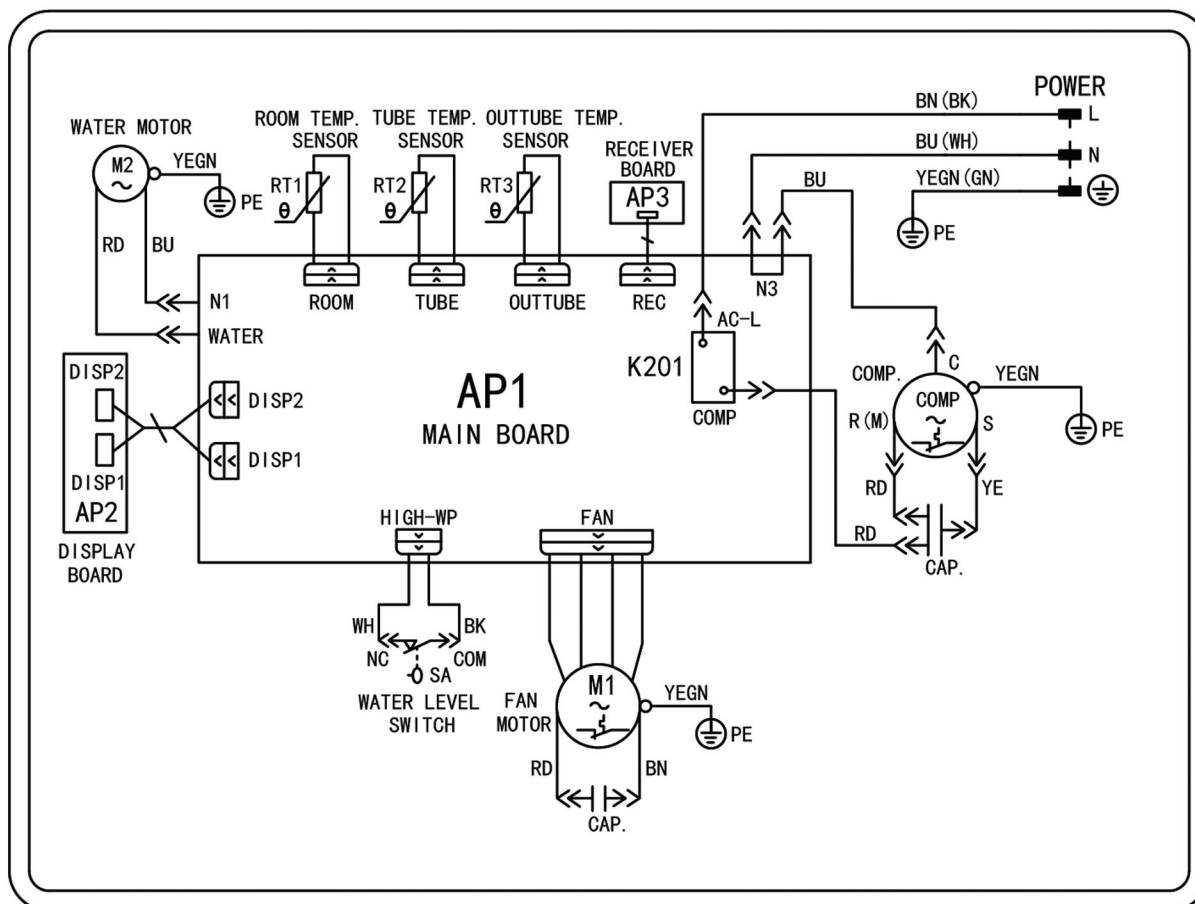 POWER
BN(BK)
L
ROOM TEMP. SENSOR
TUBE TEMP. SENSOR
OUTTUBE TEMP. SENSOR
WATER MOTOR
RECEIVER BOARD
BU(WH)
N
M2
YEGN
PE
RT1
θ
RT2
θ
RT3
θ
AP3
BU
YEGN(GN)
PE
RD
BU
N1
WATER
ROOM
TUBE
OUTTUBE
REC
N3
AC-L
K201
COMP
DISP2
DISP1
AP2
DISPLAY BOARD
DISP2
DISP1
AP1
MAIN BOARD
COMP.
C
COMP
R(M)
S
YEGN
PE
RD
YE
RD
CAP.
HIGH-WP
FAN
WH
BK
NC
COM
SA
WATER LEVEL SWITCH
FAN MOTOR
M1
YEGN
PE
RD
BN
CAP.